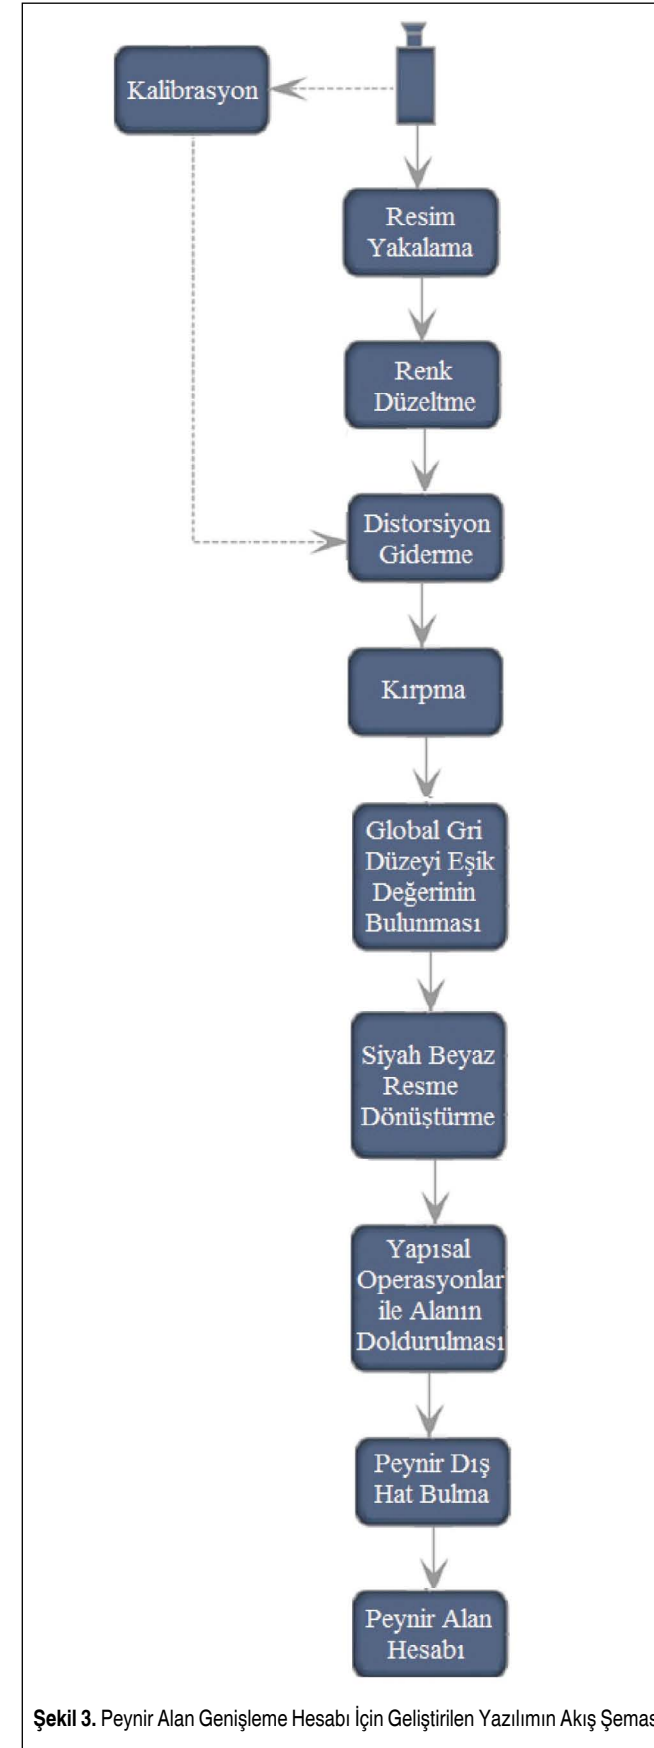 Kalibrasyon
Resim
Yakalama
Renk
Düzeltme
Distorsiyon
Giderme
Kırpma
Global Gri
Düzeyi Eşik
Değerinin
Bulunması
Siyah Beyaz
Resme
Dönüştürme
Yapısal
Operasyonlar
ile Alanın
Doldurulması
Peynir Dış
Hat Bulma
Peynir Alan
Hesabı
Şekil 3. Peynir Alan Genişleme Hesabı İçin Geliştirilen Yazılımın Akış Şemas